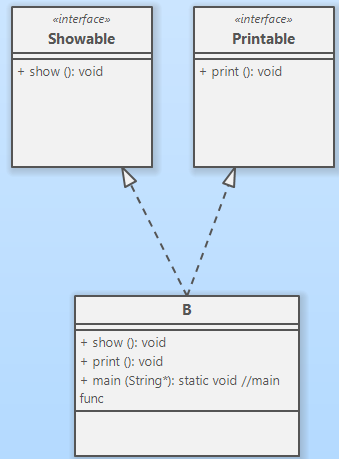 «interface»
Showable
+ show (): void
«interface»
Printable
+ print (): void
B
+ show (): void
+ print (): void
+ main (String*): static void //main
func